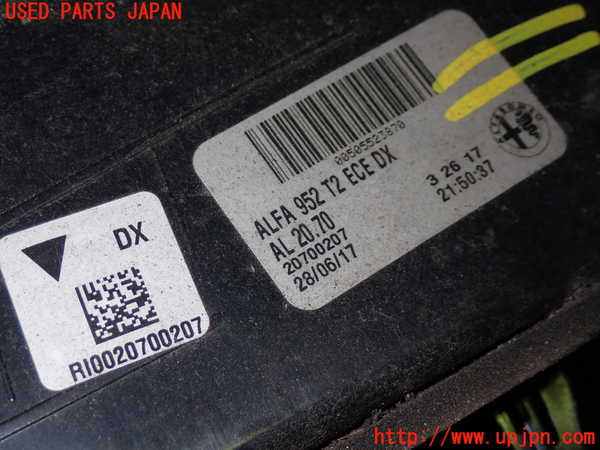 USED PARTS JAPAN
00505523870
ALFA 952 T2 ECE DX
3 26 17
AL 20.70
21:50:37
20700207
28/06/17
DX
RI0020700207
http://www.upjpn.com/